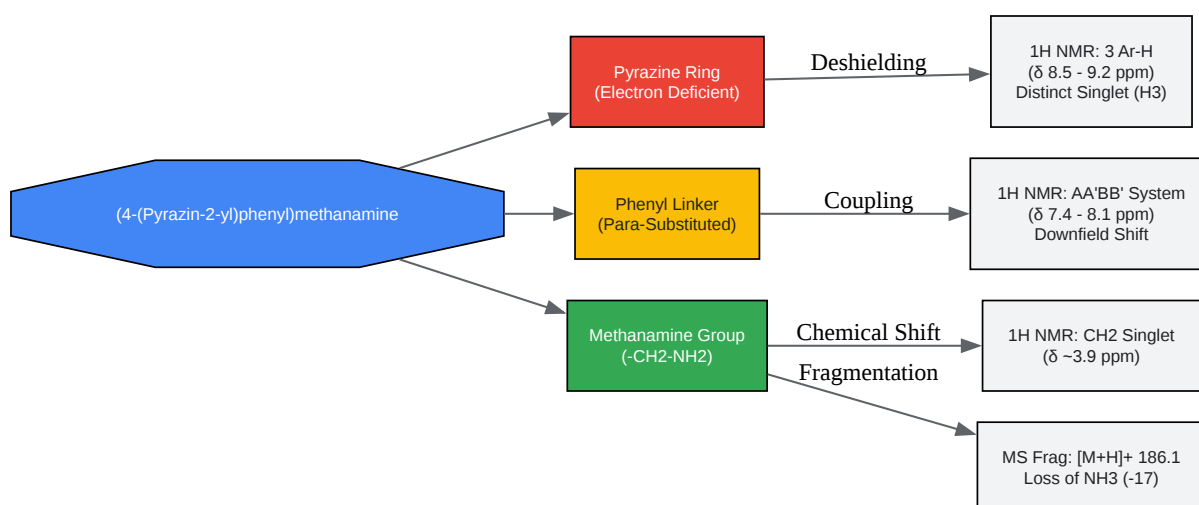 (4-(Pyrazin-2-yl)phenyl)methanamine
Pyrazine Ring
(Electron Deficient)
Deshielding
1H NMR: 3 Ar-H
(δ 8.5 - 9.2 ppm)
Distinct Singlet (H3)
Phenyl Linker
(Para-Substituted)
Coupling
1H NMR: AA'BB' System
(δ 7.4 - 8.1 ppm)
Downfield Shift
Methanamine Group
(-CH2-NH2)
Chemical Shift
1H NMR: CH2 Singlet
(δ ~3.9 ppm)
Fragmentation
MS Frag: [M+H]+ 186.1
Loss of NH3 (-17)